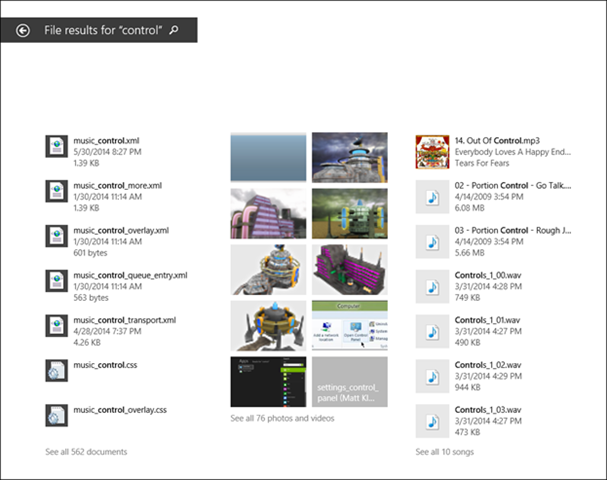 File results for “control”
music_control.xml
5/30/2014 8:27 PM
1.39 KB
music_control_more.xml
1/30/2014 11:14 AM
1.39 KB
music_control_overlay.xml
1/30/2014 11:14 AM
601 bytes
music_control_queue_entry.xml
1/30/2014 11:14 AM
563 bytes
music_control_transport.xml
4/28/2014 7:37 PM
4.26 KB
music_control.css
music_control_overlay.css
See all 562 documents
Computer
Add a network
location
Open Control
Panel
settings_control_
panel (Matt Kl...
See all 76 photos and videos
14. Out Of Control.mp3
Everybody Loves A Happy End...
Tears For Fears
02 - Portion Control - Go Talk....
4/14/2009 3:54 PM
6.08 MB
03 - Portion Control - Rough J...
4/14/2009 3:54 PM
5.66 MB
Controls_1_00.wav
3/31/2014 4:28 PM
749 KB
Controls_1_01.wav
3/31/2014 4:27 PM
490 KB
Controls_1_02.wav
3/31/2014 4:29 PM
944 KB
Controls_1_03.wav
3/31/2014 4:27 PM
473 KB
See all 10 songs